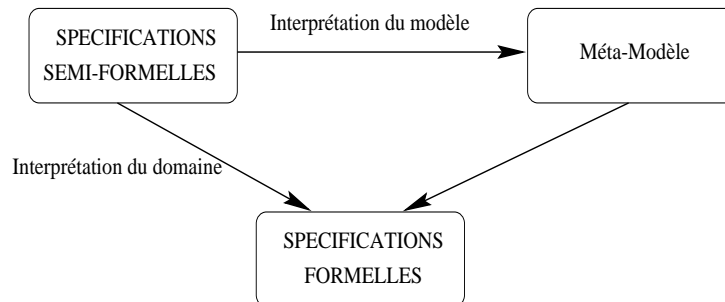 Interprétation du modèle
SPECIFICATIONS
SEMI-FORMELLES
Méta-Modèle
Interprétation du domaine
SPECIFICATIONS
FORMELLES